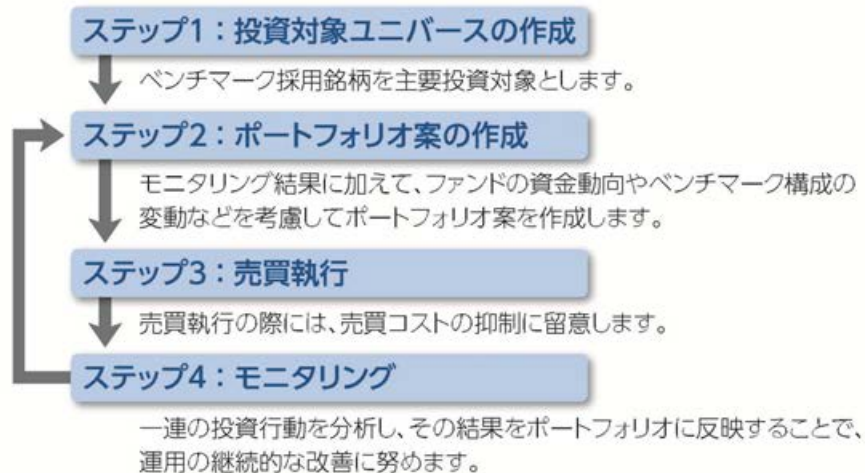 ステップ1：投資対象ユニバースの作成
ベンチマーク採用銘柄を主要投資対象とします。
ステップ2：ポートフォリオ案の作成
モニタリング結果に加えて、ファンドの資金動向やベンチマーク構成の
変動などを考慮してポートフォリオ案を作成します。
ステップ3：売買執行
売買執行の際には、売買コストの抑制に留意します。
ステップ4：モニタリング
一連の投資行動を分析し、その結果をポートフォリオに反映することで、
運用の継続的な改善に努めます。